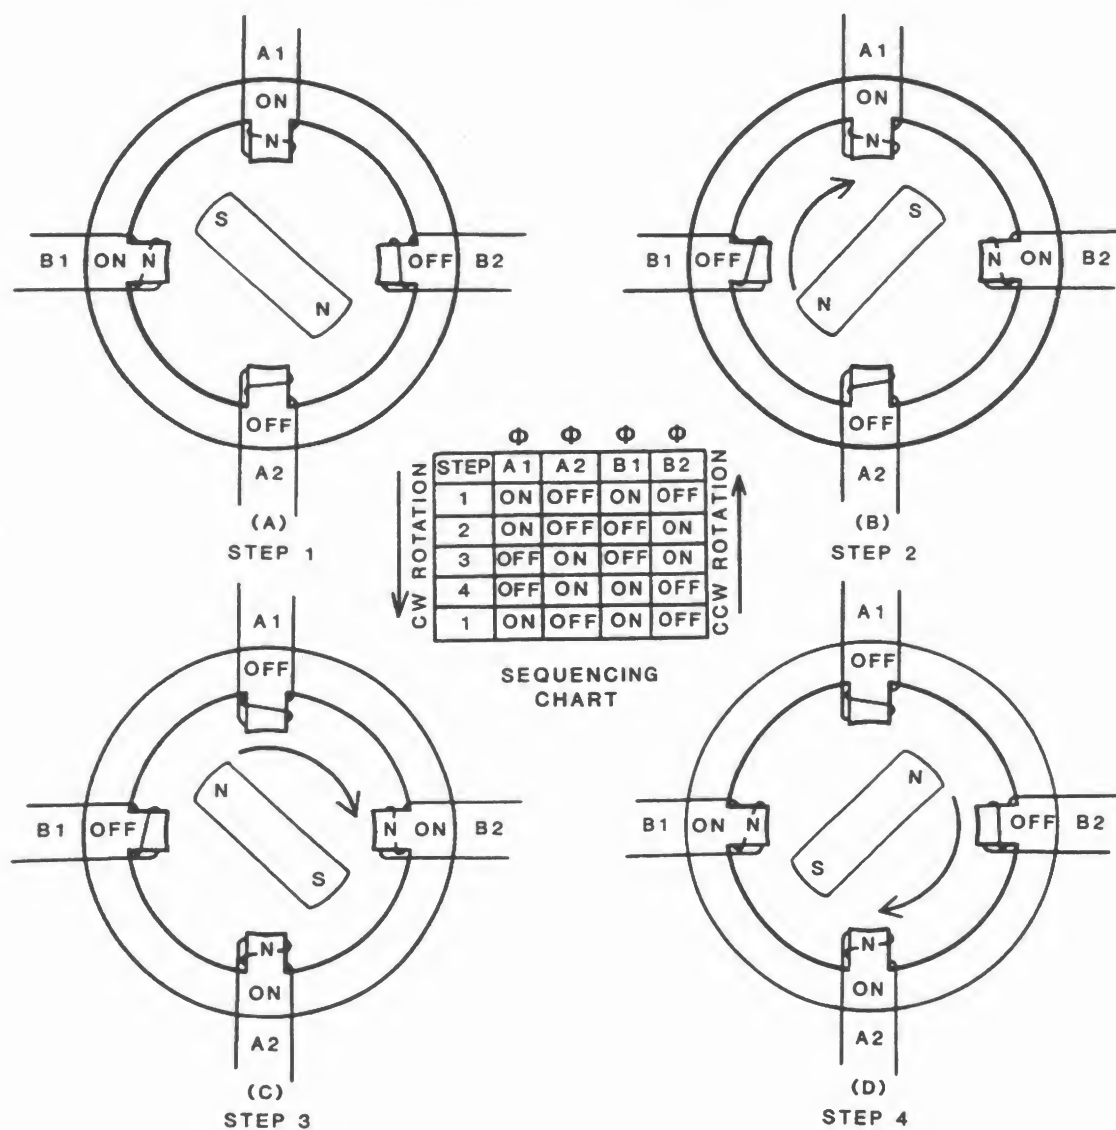 A1
ON
N
S
B1 ON N
OFF B2
N
OFF
A2
(A)
STEP 1
A1
ON
N
S
B1 OFF
N ON B2
N
OFF
A2
(B)
STEP 2
Φ Φ Φ Φ
STEP A1 A2 B1 B2
1 ON OFF ON OFF
2 ON OFF OFF ON
3 OFF ON OFF ON
4 OFF ON ON OFF
1 ON OFF ON OFF
CW ROTATION
CCW ROTATION
SEQUENCING
CHART
A1
OFF
N
B1 OFF
N ON B2
S
N
ON
A2
(C)
STEP 3
A1
OFF
N
B1 ON N
OFF B2
S
N
ON
A2
(D)
STEP 4